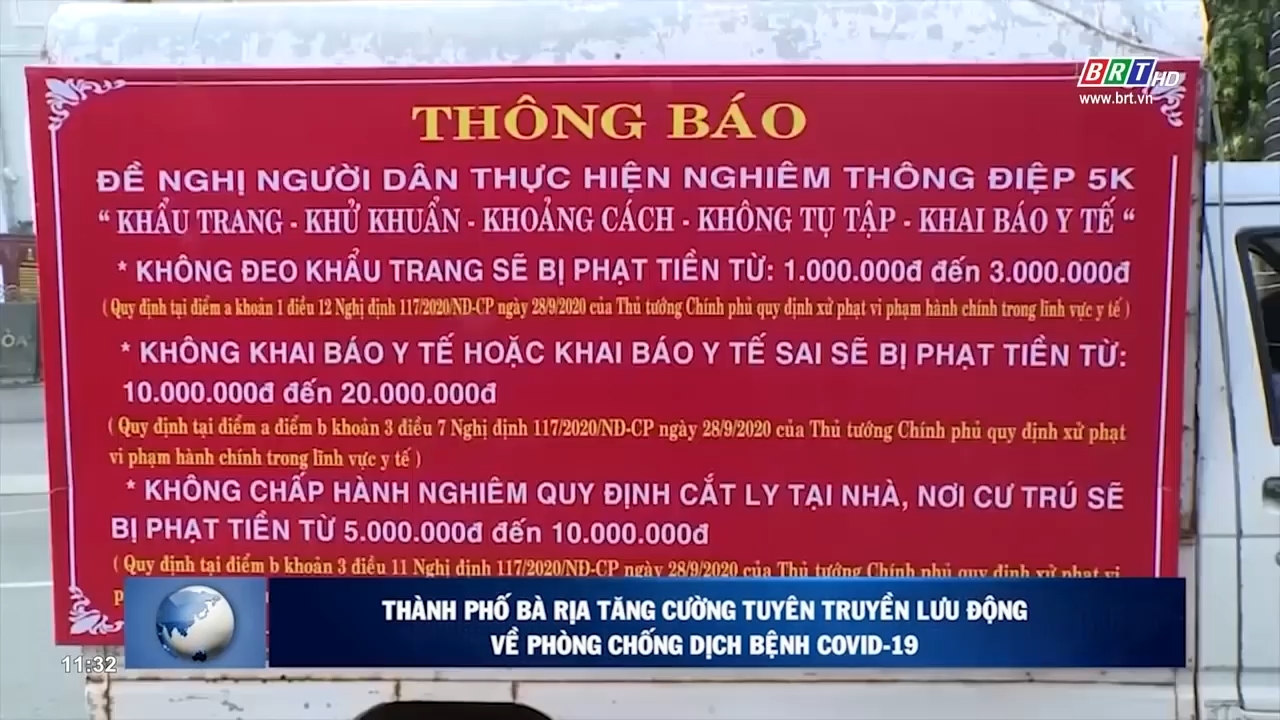 BRT HD
www.brt.vn
THÔNG BÁO
ĐỀ NGHỊ NGƯỜI DÂN THỰC HIỆN NGHIÊM THÔNG ĐIỆP 5K
“ KHẨU TRANG - KHỬ KHUẨN - KHOẢNG CÁCH - KHÔNG TỤ TẬP - KHAI BÁO Y TẾ “
* KHÔNG ĐEO KHẨU TRANG SẼ BỊ PHẠT TIỀN TỪ: 1.000.000đ đến 3.000.000đ
( Quy định tại điểm a khoản 1 điều 12 Nghị định 117/2020/NĐ-CP ngày 28/9/2020 của Thủ tướng Chính phủ quy định xử phạt vi phạm hành chính trong lĩnh vực y tế )
* KHÔNG KHAI BÁO Y TẾ HOẶC KHAI BÁO Y TẾ SAI SẼ BỊ PHẠT TIỀN TỪ:
10.000.000đ đến 20.000.000đ
( Quy định tại điểm a điểm b khoản 3 điều 7 Nghị định 117/2020/NĐ-CP ngày 28/9/2020 của Thủ tướng Chính phủ quy định xử phạt
vi phạm hành chính trong lĩnh vực y tế )
* KHÔNG CHẤP HÀNH NGHIÊM QUY ĐỊNH CẮT LY TẠI NHÀ, NƠI CƯ TRÚ SẼ
BỊ PHẠT TIỀN TỪ 5.000.000đ đến 10.000.000đ
( Quy định tại điểm b khoản 3 điều 11 Nghị định 117/2020/NĐ-CP ngày 28/9/2020 của Thủ tướng Chính phủ quy định xử phạt vi
THÀNH PHỐ BÀ RỊA TĂNG CƯỜNG TUYÊN TRUYỀN LƯU ĐỘNG
VỀ PHÒNG CHỐNG DỊCH BỆNH COVID-19
11:32